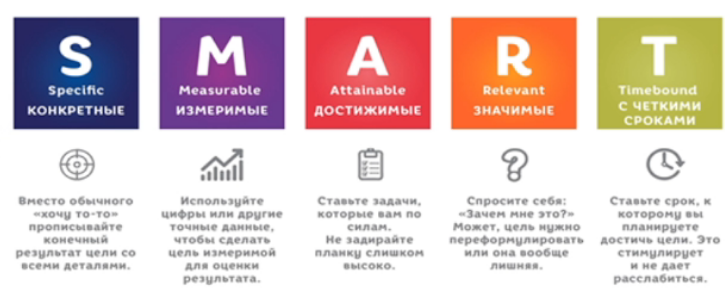 S
Specific
КОНКРЕТНЫЕ
Вместо обычного
«хочу то-то»
прописывайте
конечный
результат цели со
всеми деталями.
M
Measurable
ИЗМЕРИМЫЕ
Используйте
цифры или другие
точные данные,
чтобы сделать
цель измеримой
для оценки
результата.
A
Attainable
ДОСТИЖИМЫЕ
Ставьте задачи,
которые вам по
силам.
Не задирайте
планку слишком
высоко.
R
Relevant
ЗНАЧИМЫЕ
Спросите себя:
«Зачем мне это?»
Может, цель нужно
переформулировать
или она вообще
лишняя.
T
Timebound
С ЧЕТКИМИ
СРОКАМИ
Ставьте срок, к
которому вы
планируете
достичь цели. Это
стимулирует
и не дает
расслабиться.